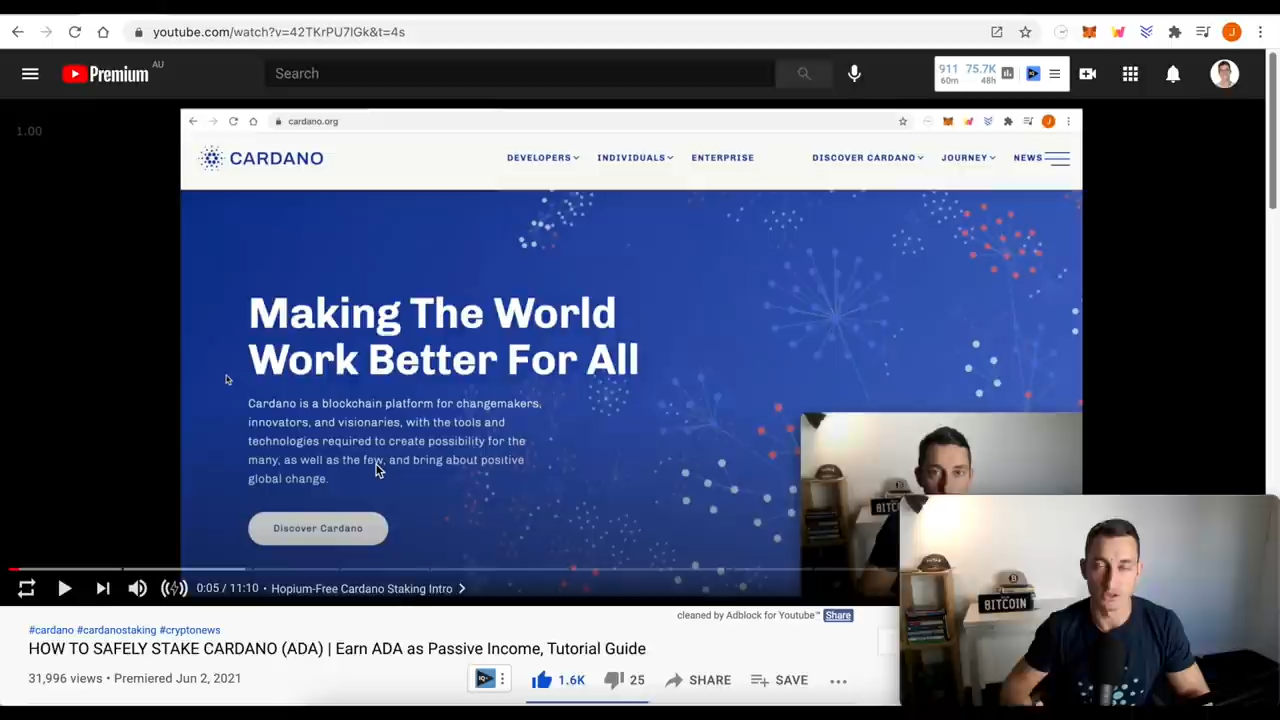 youtube.com/watch?v=42TKrPU7lGk&t=4s
J
Premium
AU
Search
911 75.7K
60m 48h
IQ
1.00
cardano.org
J
CARDANO
DEVELOPERS
INDIVIDUALS
ENTERPRISE
DISCOVER CARDANO
JOURNEY
NEWS
Making The World
Work Better For All
Cardano is a blockchain platform for changemakers,
innovators, and visionaries, with the tools and
technologies required to create possibility for the
many, as well as the few, and bring about positive
global change.
Discover Cardano
BITC
BITCOIN
0:05 / 11:10 • Hopium-Free Cardano Staking Intro
cleaned by Adblock for Youtube™ Share
#cardano #cardanostaking #cryptonews
HOW TO SAFELY STAKE CARDANO (ADA) | Earn ADA as Passive Income, Tutorial Guide
31,996 views • Premiered Jun 2, 2021
IQ
1.6K
25
SHARE
SAVE